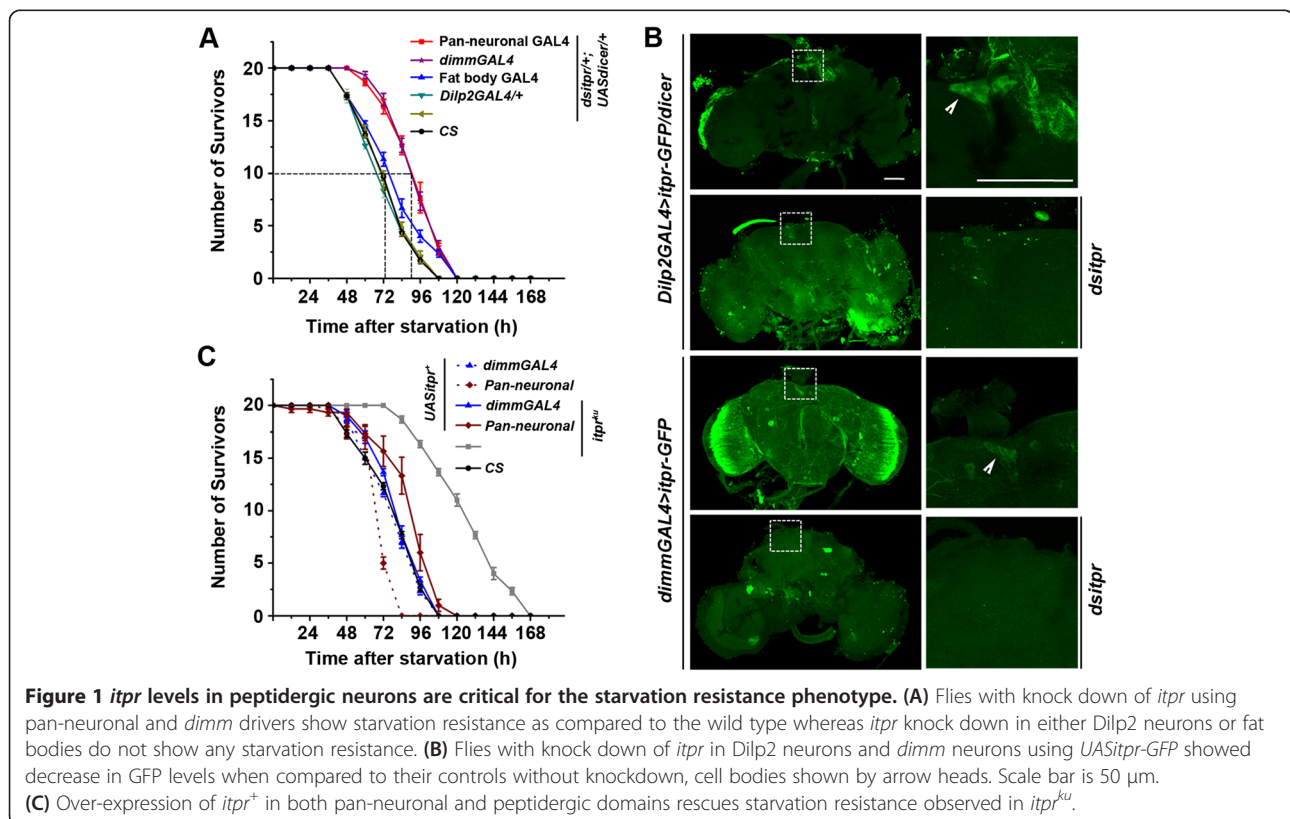 A
Pan-neuronal GAL4
dimmGAL4
Fat body GAL4
Dilp2GAL4/+
CS
dsitpr/+;
UASdicer/+
Number of Survivors
20
15
10
5
0
24 48 72 96 120 144 168
Time after starvation (h)
B
Dilp2GAL4>itpr-GFP/dicer
dsitpr
dimmGAL4>itpr-GFP
dsitpr
C
UASitpr+
dimmGAL4
Pan-neuronal
dimmGAL4
Pan-neuronal
itprku
CS
Number of Survivors
20
15
10
5
0
24 48 72 96 120 144 168
Time after starvation (h)
Figure 1 itpr levels in peptidergic neurons are critical for the starvation resistance phenotype. (A) Flies with knock down of itpr using
pan-neuronal and dimm drivers show starvation resistance as compared to the wild type whereas itpr knock down in either Dilp2 neurons or fat
bodies do not show any starvation resistance. (B) Flies with knock down of itpr in Dilp2 neurons and dimm neurons using UASitpr-GFP showed
decrease in GFP levels when compared to their controls without knockdown, cell bodies shown by arrow heads. Scale bar is 50 μm.
(C) Over-expression of itpr+ in both pan-neuronal and peptidergic domains rescues starvation resistance observed in itprku.